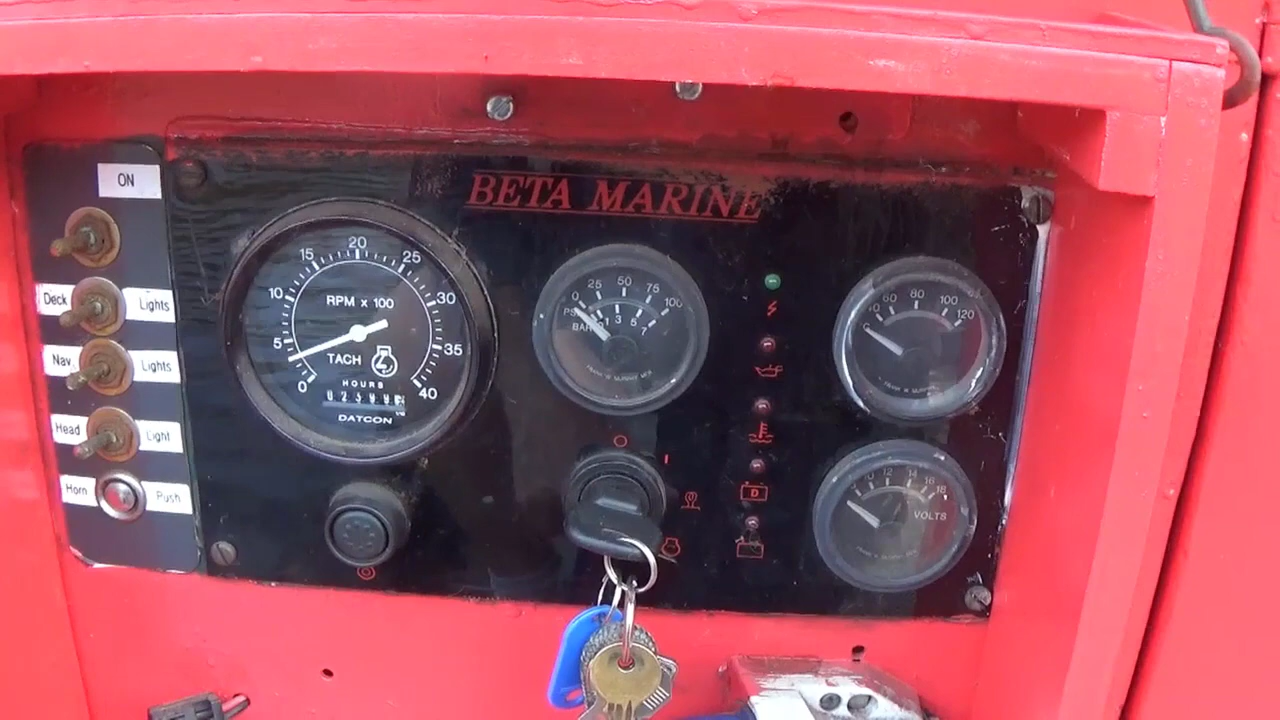 ON
Deck Lights
Nav Lights
Head Light
Horn Push
BETA MARINE
0 5 10 15 20 25 30 35 40
RPM x 100
TACH
HOURS
DATCON
0 25 50 75 100
PSI
BAR 1 3 5 7
60 80 100 120
12 14 16 18
VOLTS